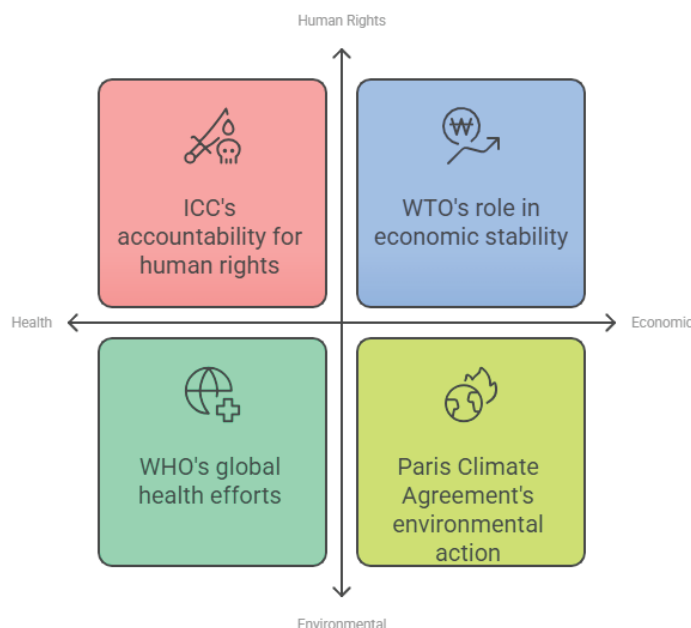 Human Rights
ICC's
accountability for
human rights
WTO's role in
economic stability
Health
Economic
WHO's global
health efforts
Paris Climate
Agreement's
environmental
action
Environmental